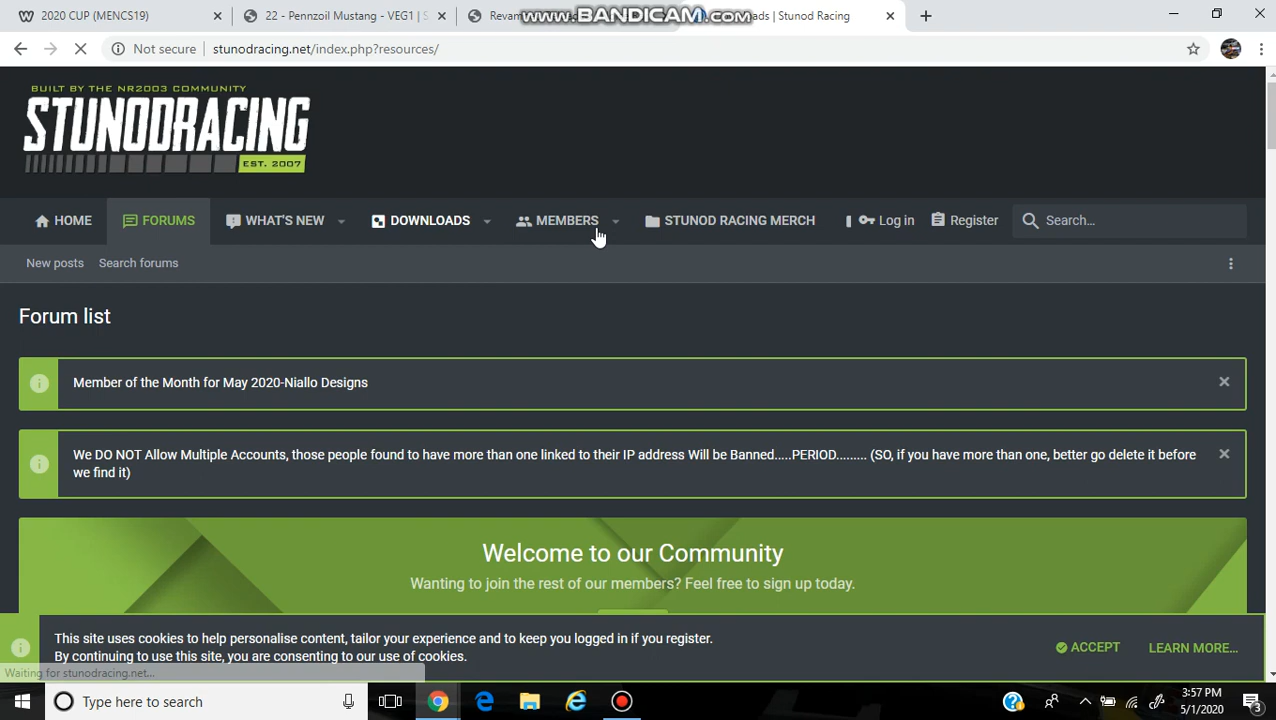 2020 CUP (MENCS19)
22 - Pennzoil Mustang - VEG1 | S
Revam
www.BANDICAM.com
ads | Stunod Racing
Not secure
stunodracing.net/index.php?resources/
BUILT BY THE NR2003 COMMUNITY
STUNODRACING
EST. 2007
HOME
FORUMS
WHAT'S NEW
DOWNLOADS
MEMBERS
STUNOD RACING MERCH
Log in
Register
Search...
New posts
Search forums
Forum list
Member of the Month for May 2020-Niallo Designs
We DO NOT Allow Multiple Accounts, those people found to have more than one linked to their IP address Will be Banned.....PERIOD......... (SO, if you have more than one, better go delete it before
we find it)
Welcome to our Community
Wanting to join the rest of our members? Feel free to sign up today.
This site uses cookies to help personalise content, tailor your experience and to keep you logged in if you register.
By continuing to use this site, you are consenting to our use of cookies.
ACCEPT
LEARN MORE...
Waiting for stunodracing.net...
Type here to search
3:57 PM
5/1/2020
3